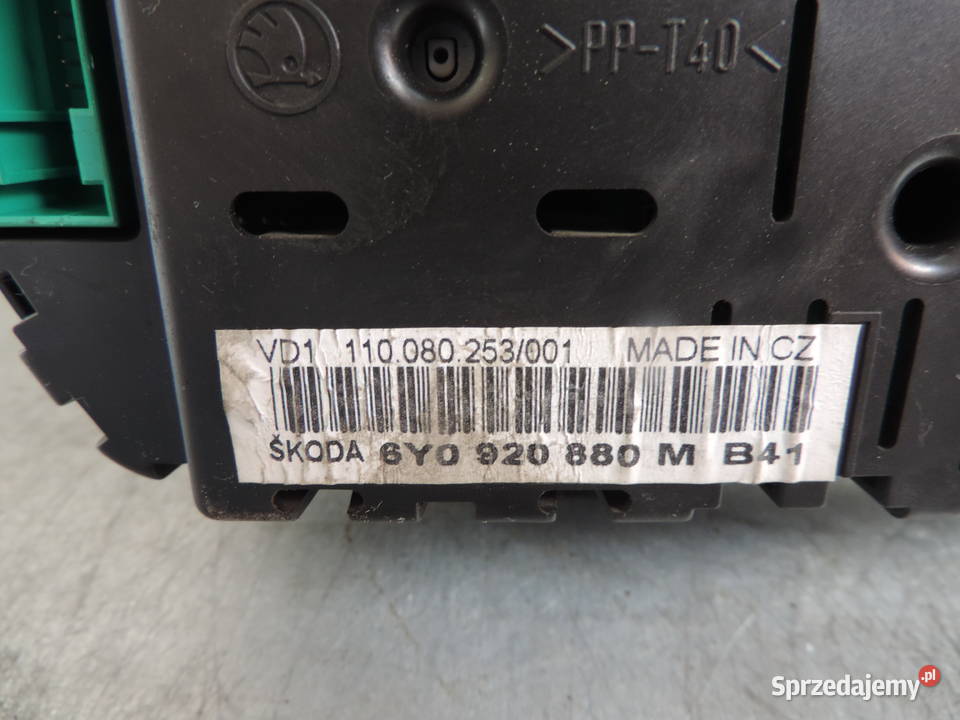 >PP-T40<
VD1 110.080.253/001 MADE IN CZ
ŠKODA 6Y0 920 880 M B41
Sprzedajemy.pl